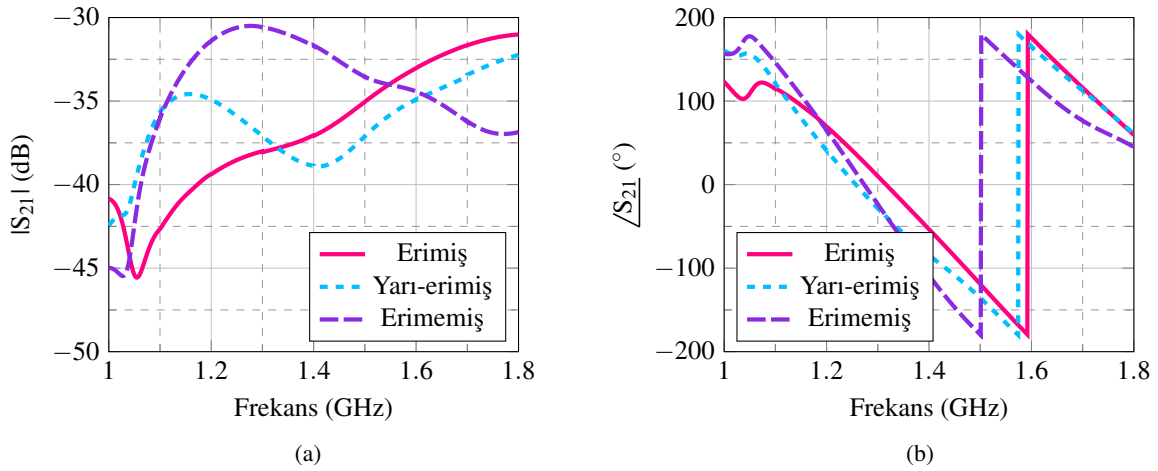 −30
−35
−40
−45
−50
|S21| (dB)
Erimiş
Yarı-erimiş
Erimemiş
1
1.2
1.4
1.6
1.8
Frekans (GHz)
(a)
200
100
0
−100
−200
/S21 (°)
Erimiş
Yarı-erimiş
Erimemiş
1
1.2
1.4
1.6
1.8
Frekans (GHz)
(b)